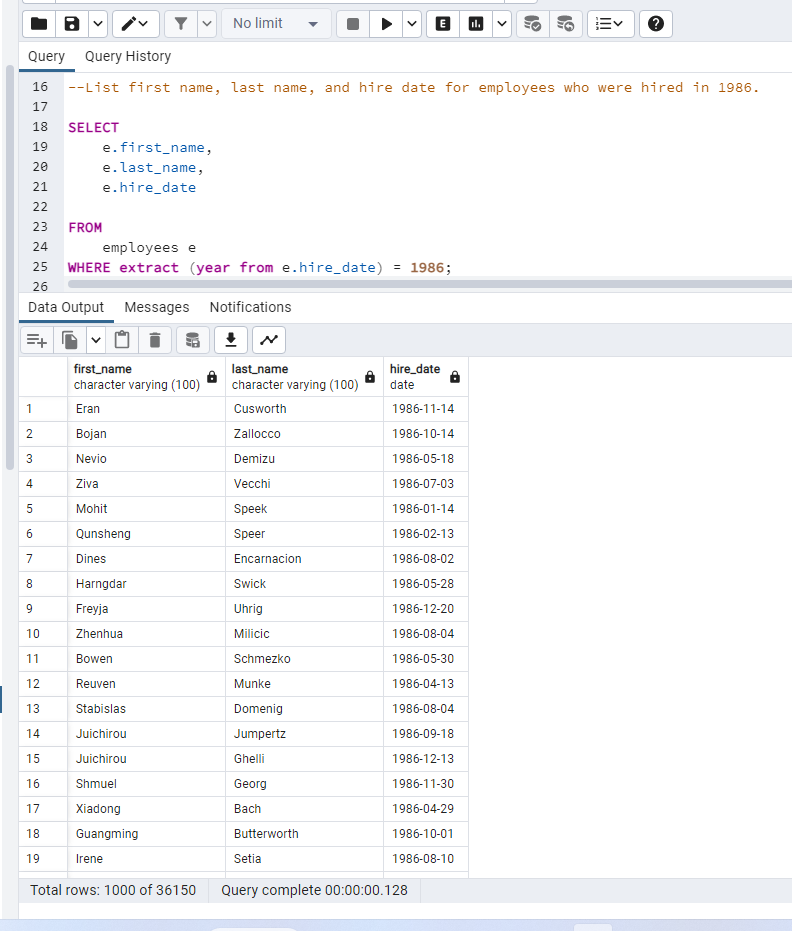 No limit
E
Query Query History
16 --List first name, last name, and hire date for employees who were hired in 1986.
17
18 SELECT
19 e.first_name,
20 e.last_name,
21 e.hire_date
22
23 FROM
24 employees e
25 WHERE extract (year from e.hire_date) = 1986;
26
Data Output Messages Notifications
first_name last_name hire_date
character varying (100) character varying (100) date
1 Eran Cusworth 1986-11-14
2 Bojan Zallocco 1986-10-14
3 Nevio Demizu 1986-05-18
4 Ziva Vecchi 1986-07-03
5 Mohit Speek 1986-01-14
6 Qunsheng Speer 1986-02-13
7 Dines Encarnacion 1986-08-02
8 Harngdar Swick 1986-05-28
9 Freyja Uhrig 1986-12-20
10 Zhenhua Milicic 1986-08-04
11 Bowen Schmezko 1986-05-30
12 Reuven Munke 1986-04-13
13 Stabislas Domenig 1986-08-04
14 Juichirou Jumpertz 1986-09-18
15 Juichirou Ghelli 1986-12-13
16 Shmuel Georg 1986-11-30
17 Xiadong Bach 1986-04-29
18 Guangming Butterworth 1986-10-01
19 Irene Setia 1986-08-10
Total rows: 1000 of 36150 Query complete 00:00:00.128